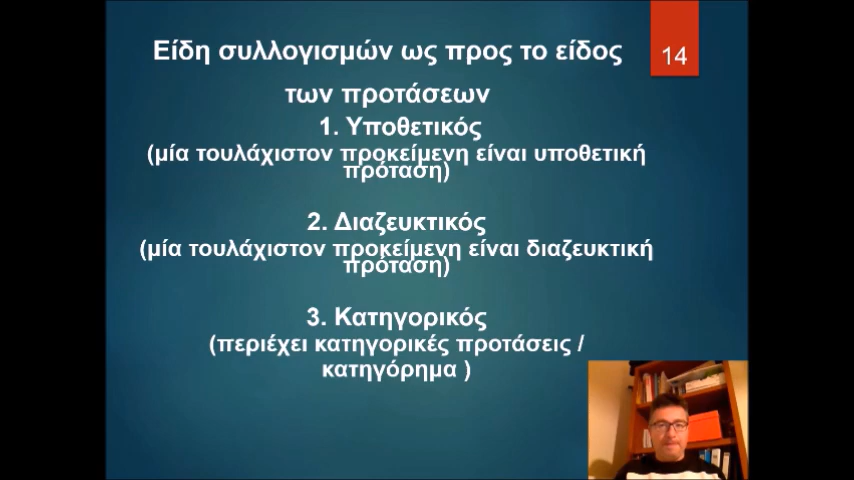 Είδη συλλογισμών ως προς το είδος
14
των προτάσεων
1. Υποθετικός
(μία τουλάχιστον προκείμενη είναι υποθετική
πρόταση)
2. Διαζευκτικός
(μία τουλάχιστον προκείμενη είναι διαζευκτική
πρόταση)
3. Κατηγορικός
(περιέχει κατηγορικές προτάσεις /
κατηγόρημα )